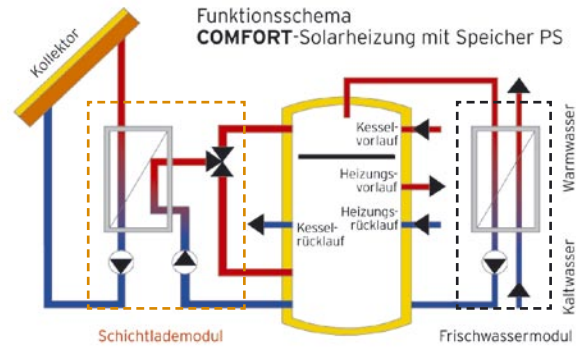 Funktionsschema
COMFORT-Solarheizung mit Speicher PS
Kollektor
Kessel-
vorlauf
Heizungs-
vorlauf
Heizungs-
rücklauf
Kessel-
rücklauf
Warmwasser
Kaltwasser
Schichtlademodul
Frischwassermodul